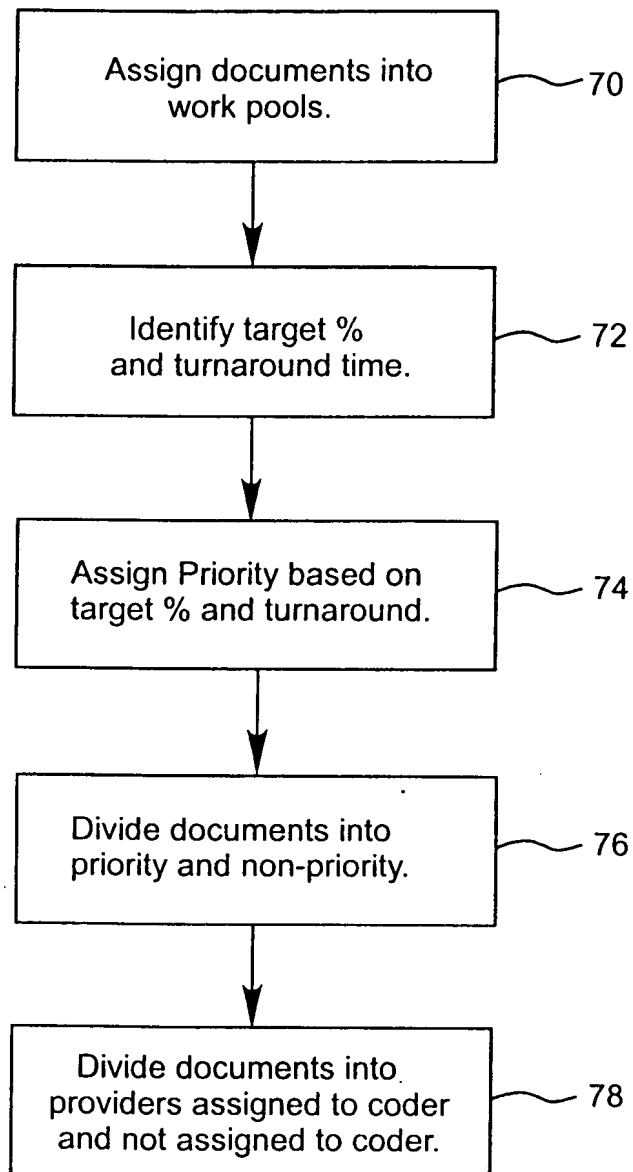 Assign documents into
work pools.
70
Identify target %
and turnaround time.
72
Assign Priority based on
target % and turnaround.
74
Divide documents into
priority and non-priority.
76
Divide documents into
providers assigned to coder
and not assigned to coder.
78